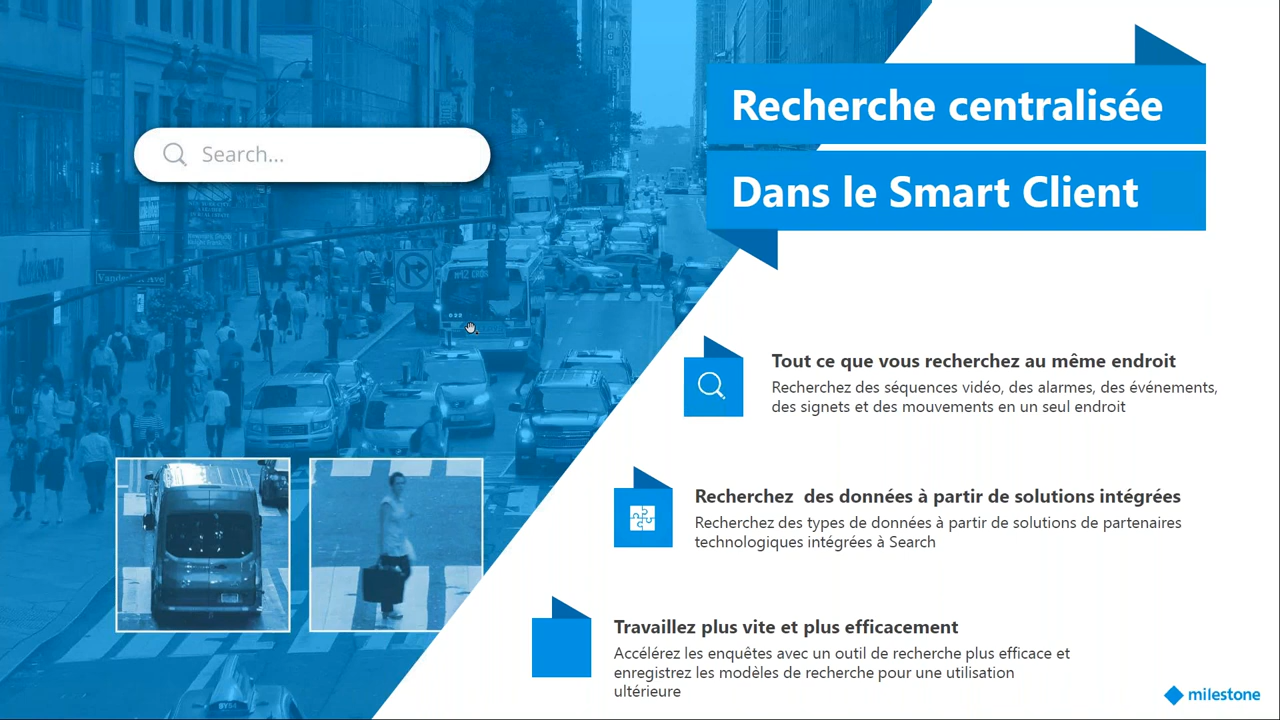 Recherche centralisée
Dans le Smart Client
Search...
Tout ce que vous recherchez au même endroit
Recherchez des séquences vidéo, des alarmes, des événements,
des signets et des mouvements en un seul endroit
Recherchez  des données à partir de solutions intégrées
Recherchez des types de données à partir de solutions de partenaires
technologiques intégrées à Search
Travaillez plus vite et plus efficacement
Accélérez les enquêtes avec un outil de recherche plus efficace et
enregistrez les modèles de recherche pour une utilisation
ultérieure
milestone